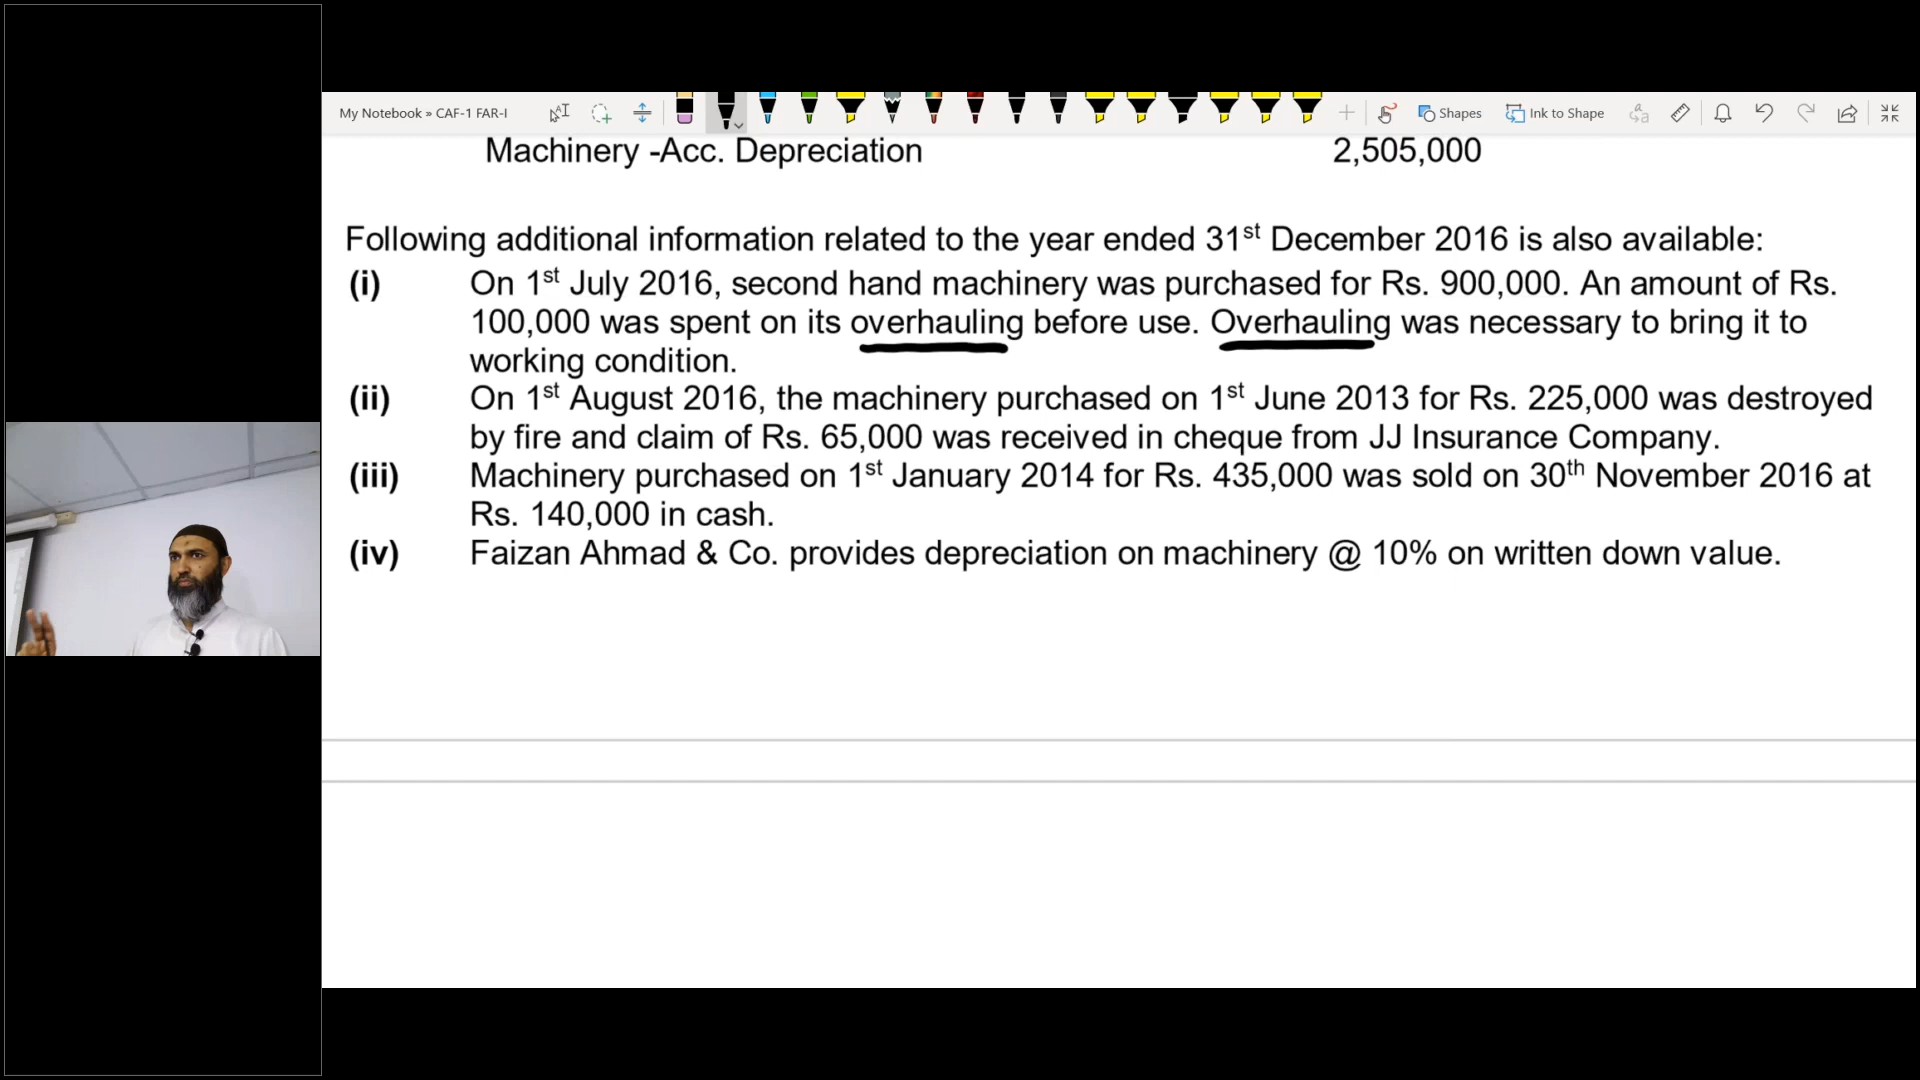 My Notebook » CAF-1 FAR-I
Shapes
Ink to Shape
Machinery -Acc. Depreciation 2,505,000
Following additional information related to the year ended 31st December 2016 is also available:
(i) On 1st July 2016, second hand machinery was purchased for Rs. 900,000. An amount of Rs.
100,000 was spent on its overhauling before use. Overhauling was necessary to bring it to
working condition.
(ii) On 1st August 2016, the machinery purchased on 1st June 2013 for Rs. 225,000 was destroyed
by fire and claim of Rs. 65,000 was received in cheque from JJ Insurance Company.
(iii) Machinery purchased on 1st January 2014 for Rs. 435,000 was sold on 30th November 2016 at
Rs. 140,000 in cash.
(iv) Faizan Ahmad & Co. provides depreciation on machinery @ 10% on written down value.